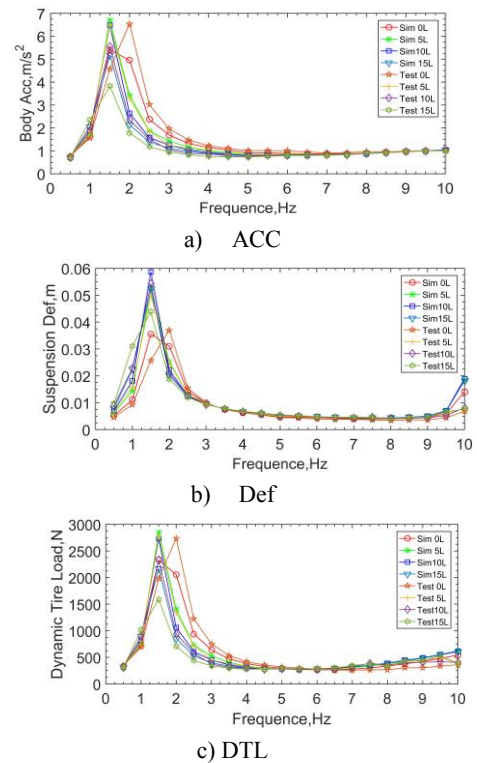 7
6
5
4
3
2
1
0
Body Acc,m/s²
0 1 2 3 4 5 6 7 8 9 10
Frequence,Hz
Sim 0L
Sim 5L
Sim10L
Sim 15L
Test 0L
Test 5L
Test 10L
Test 15L
a) ACC
0.06
0.05
0.04
0.03
0.02
0.01
0
Suspension Def,m
0 1 2 3 4 5 6 7 8 9 10
Frequence,Hz
Sim 0L
Sim 5L
Sim10L
Sim15L
Test 0L
Test 5L
Test10L
Test15L
b) Def
3000
2500
2000
1500
1000
500
0
Dynamic Tire Load,N
0 1 2 3 4 5 6 7 8 9 10
Frequence,Hz
Sim 0L
Sim 5L
Sim10L
Sim15L
Test 0L
Test 5L
Test10L
Test15L
c) DTL